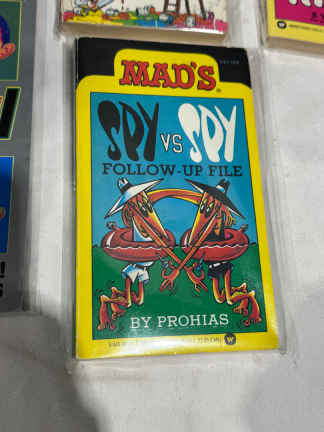 MAD'S
SPY vs SPY
FOLLOW-UP FILE
BY PROHIAS